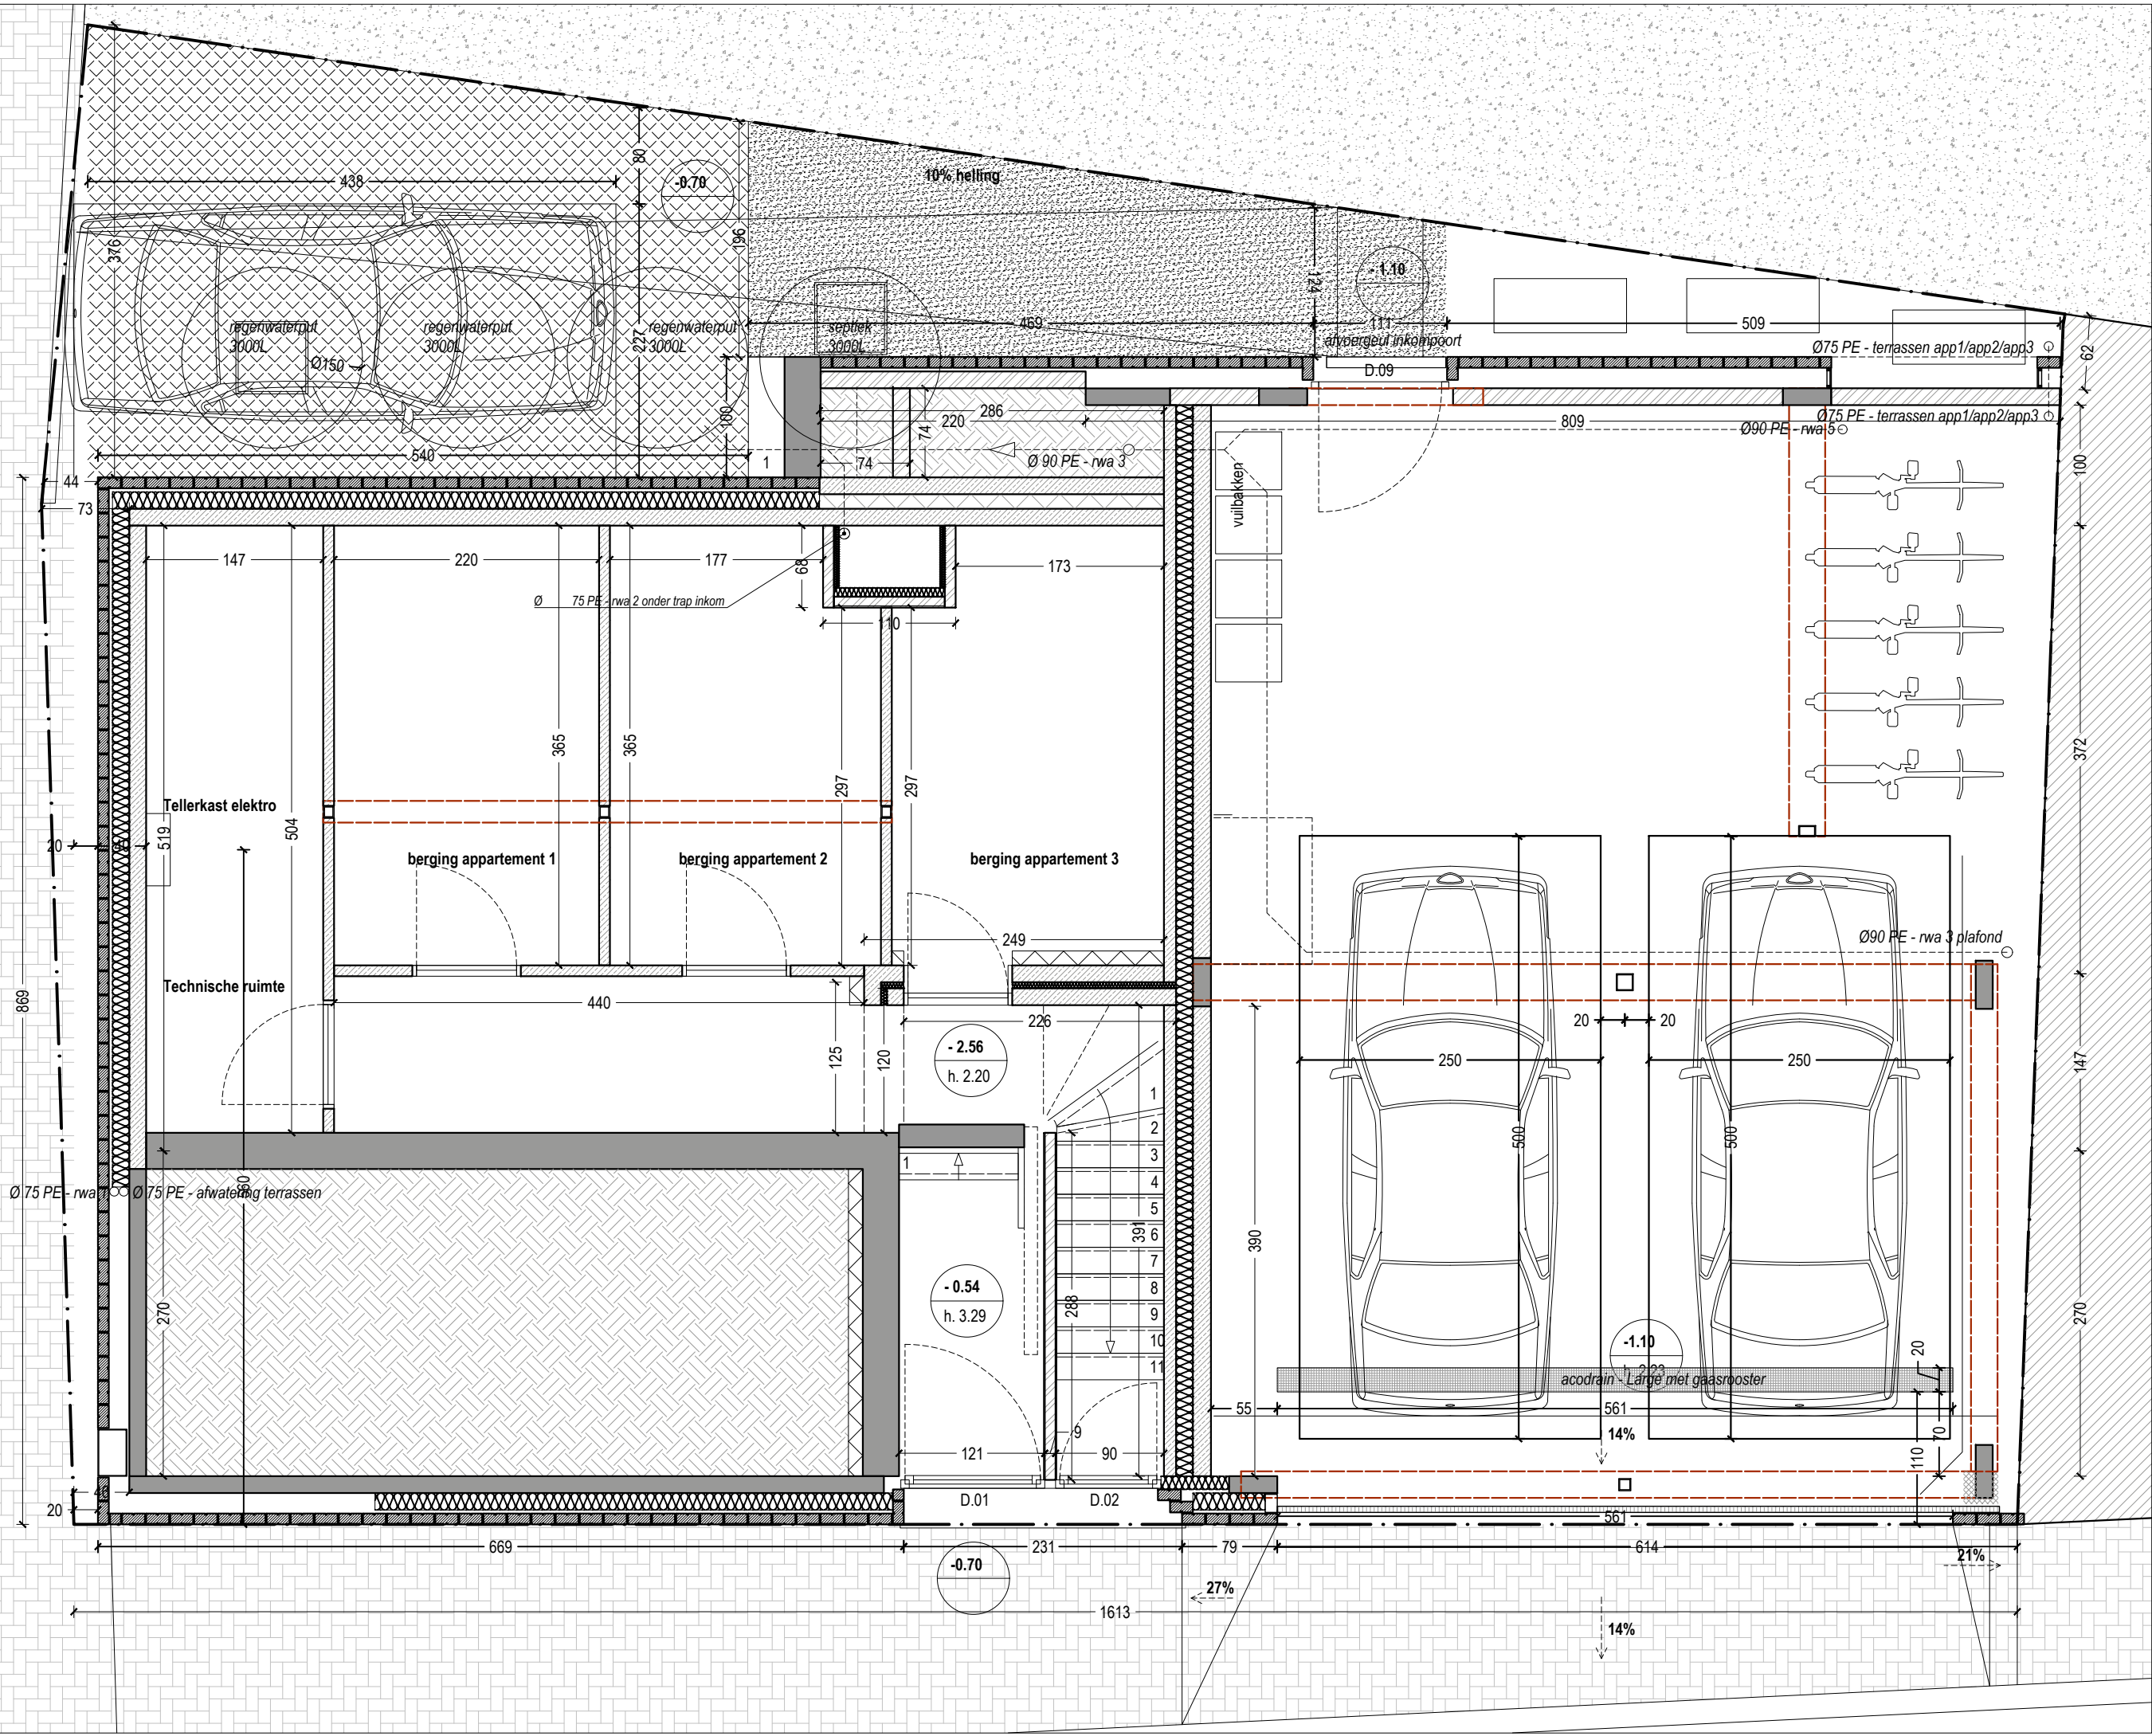 10% helling
80
-0.70
438
196
376
124
- 1.10
regenwaterput
3000L
regenwaterput
3000L
regenwaterput
3000L
septiek
3000L
227
469
111
509
afvoergeul inkompoort
Ø75 PE - terrassen app1/app2/app3
62
Ø150
D.09
100
286
220
74
809
Ø75 PE - terrassen app1/app2/app3
Ø90 PE - rwa 5
540
1
74
Ø 90 PE - rwa 3
vuilbakken
100
44
73
147
220
177
68
173
Ø 75 PE - rwa 2 onder trap inkom
110
365
365
297
297
372
Tellerkast elektro
519
504
20
berging appartement 1
berging appartement 2
berging appartement 3
249
Ø90 PE - rwa 3 plafond
Technische ruimte
869
440
226
20
20
125
120
- 2.56
h. 2.20
250
250
147
1
2
3
4
5
6
7
8
9
10
11
1
500
500
Ø 75 PE - rwa 1
Ø 75 PE - afwatering terrassen
560
391
390
- 0.54
h. 3.29
288
270
270
-1.10
h. 2.23
20
acodrain - Large met gaasrooster
55
561
14%
70
110
9
121
90
20
D.01
D.02
561
669
231
79
614
-0.70
21%
27%
1613
14%